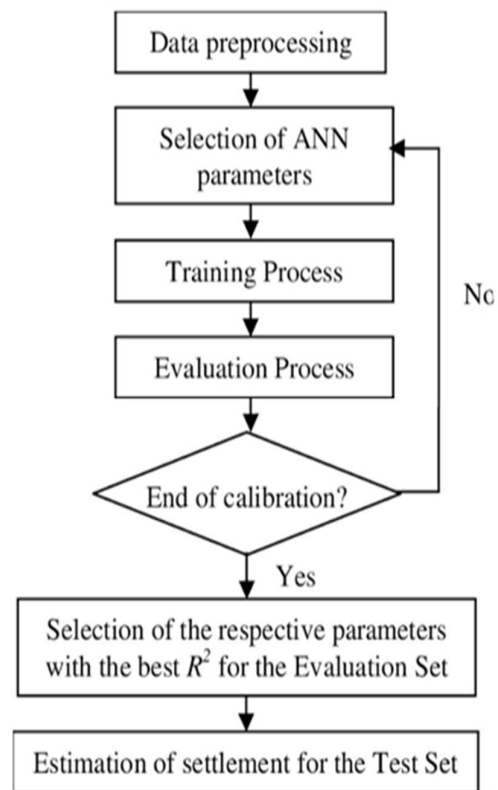 Data preprocessing
Selection of ANN
parameters
Training Process
No
Evaluation Process
End of calibration?
Yes
Selection of the respective parameters
with the best R² for the Evaluation Set
Estimation of settlement for the Test Set